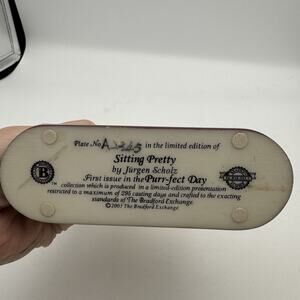 Plate No. A
in the limited edition of
Sitting Pretty
by Jürgen Scholz
First issue in the Purr-fect Day
collection which is produced in a limited-edition presentation
restricted to a maximum of 295 casting days and crafted to the exacting
standards of The Bradford Exchange.
©2001 The Bradford Exchange
B
TM